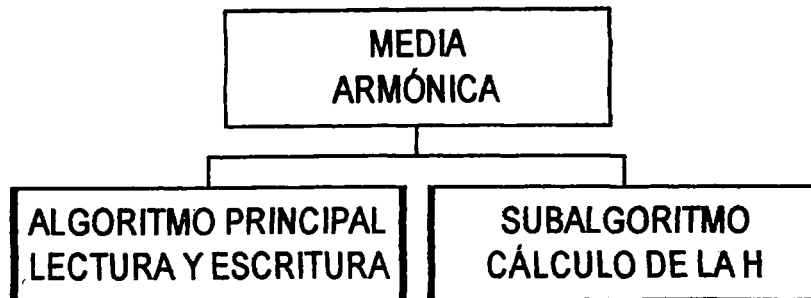 MEDIA
ARMÓNICA
ALGORITMO PRINCIPAL
LECTURA Y ESCRITURA
SUBALGORITMO
CÁLCULO DE LA H